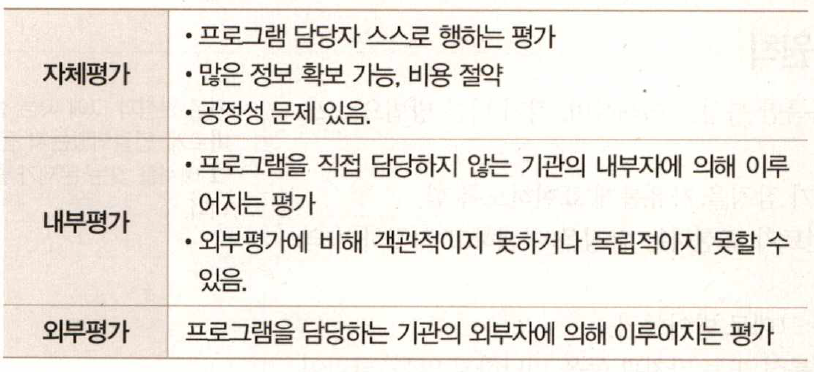 자체평가
• 프로그램 담당자 스스로 행하는 평가
• 많은 정보 확보 가능, 비용 절약
• 공정성 문제 있음.
내부평가
• 프로그램을 직접 담당하지 않는 기관의 내부자에 의해 이루
어지는 평가
• 외부평가에 비해 객관적이지 못하거나 독립적이지 못할 수
있음.
외부평가
프로그램을 담당하는 기관의 외부자에 의해 이루어지는 평가